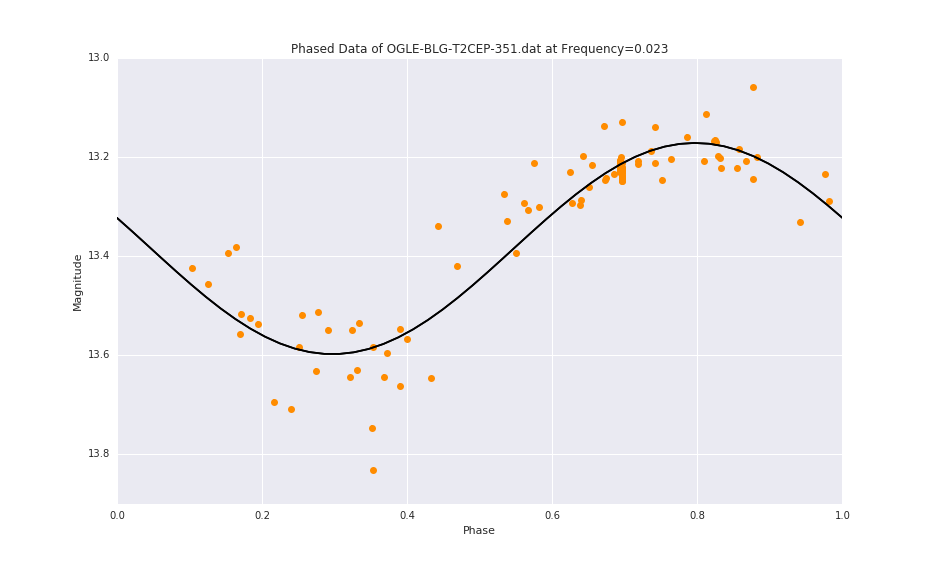 Phased Data of OGLE-BLG-T2CEP-351.dat at Frequency=0.023
13.0
13.2
13.4
13.6
13.8
Magnitude
0.0 0.2 0.4 0.6 0.8 1.0
Phase